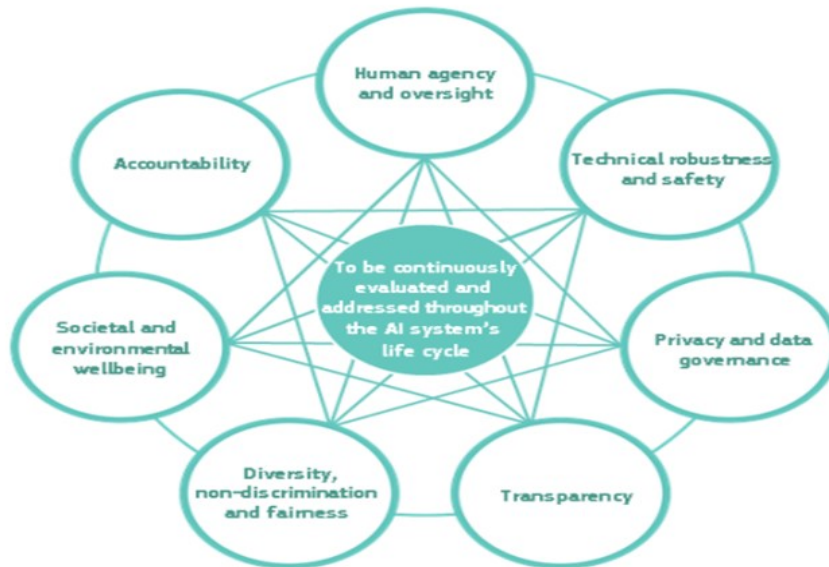 Human agency
and oversight
Technical robustness
and safety
Privacy and data
governance
Transparency
Diversity,
non-discrimination
and fairness
Societal and
environmental
wellbeing
Accountability
To be continuously
evaluated and
addressed throughout
the AI system's
life cycle